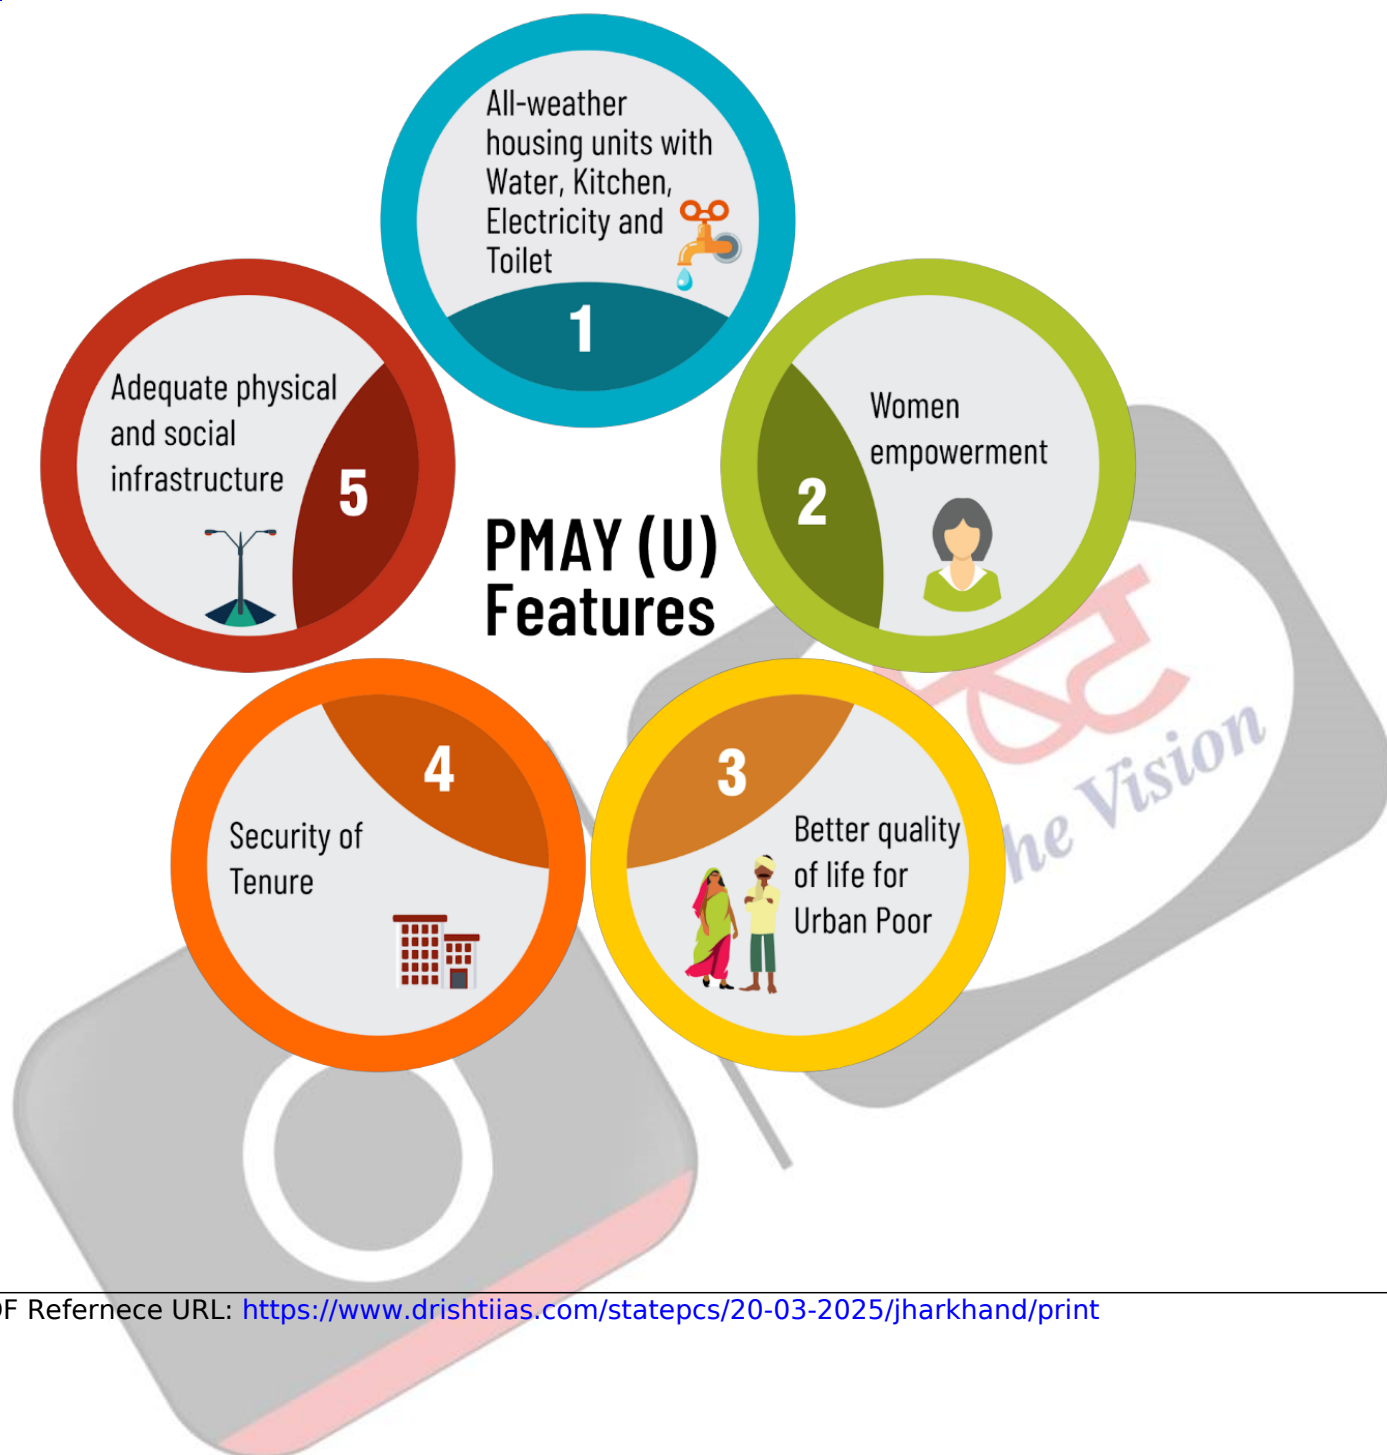 All-weather
housing units with
Water, Kitchen,
Electricity and
Toilet
1
Women
empowerment
2
3
Better quality
of life for
Urban Poor
4
Security of
Tenure
Adequate physical
and social
infrastructure
5
PMAY (U)
Features
he Vision
F Refernece URL: https://www.drishtiias.com/statepcs/20-03-2025/jharkhand/print